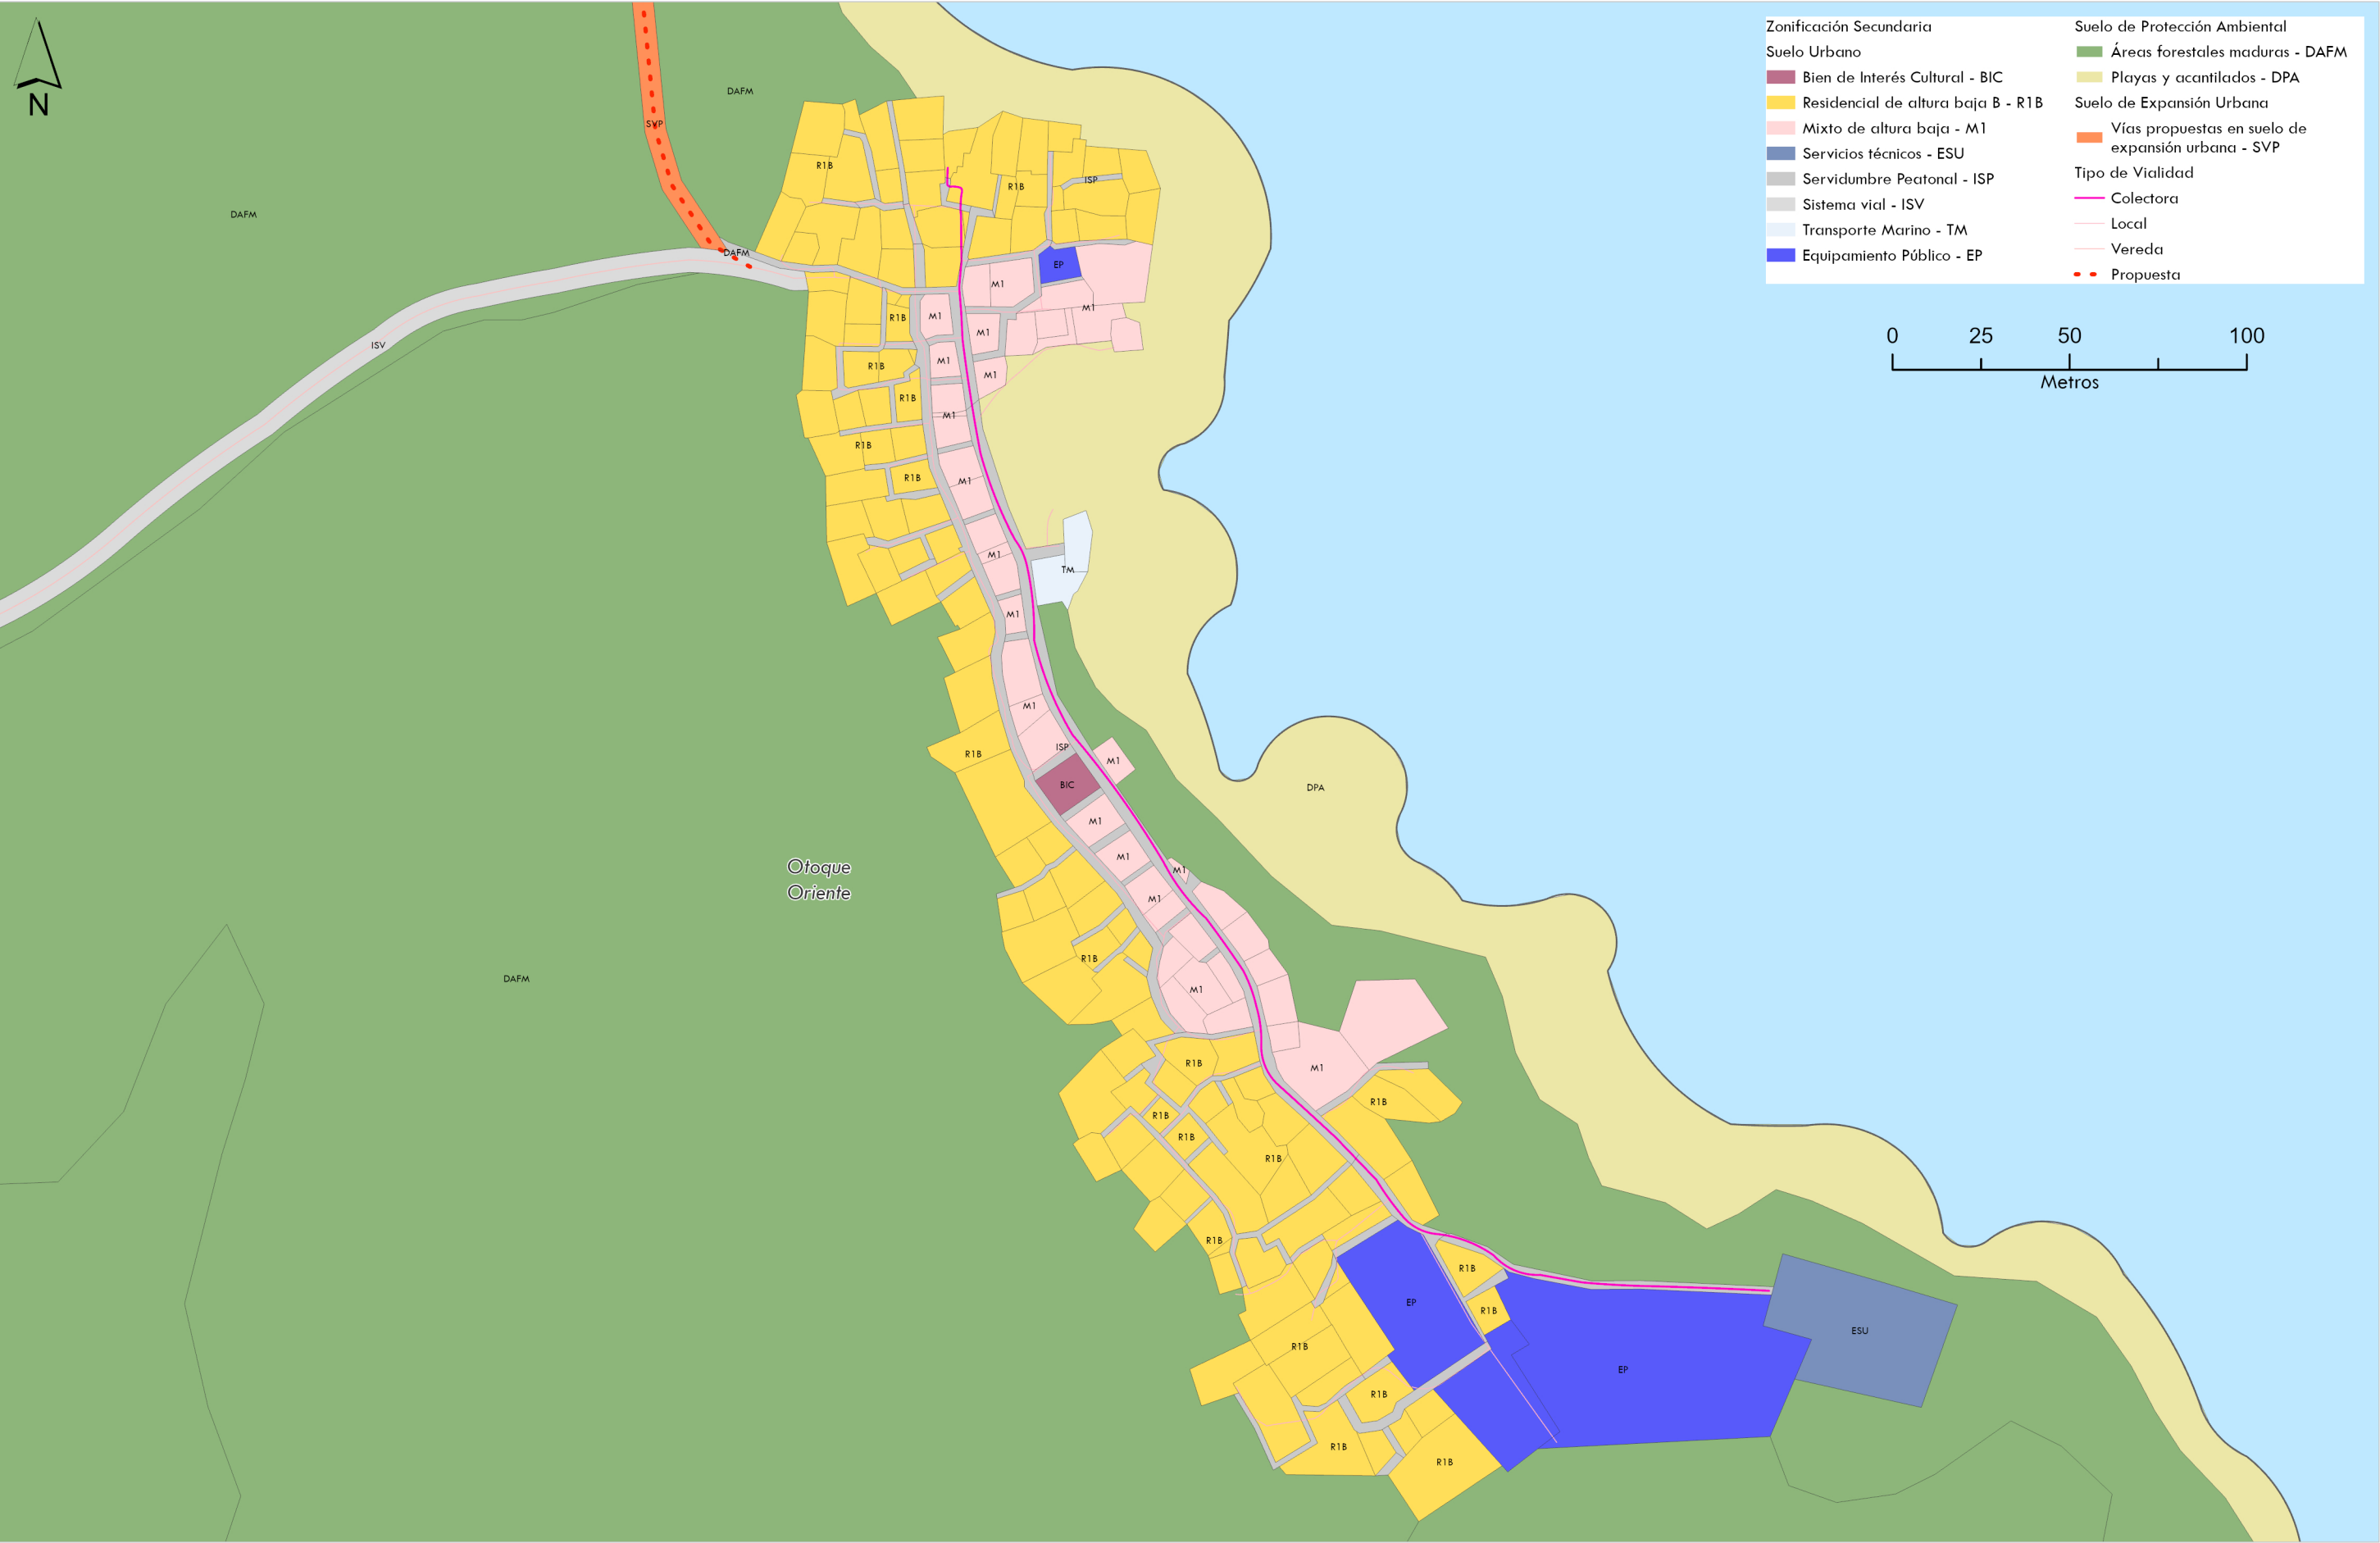 N
Zonificación Secundaria
Suelo Urbano
Bien de Interés Cultural - BIC
Residencial de altura baja B - R1B
Mixto de altura baja - M1
Servicios técnicos - ESU
Servidumbre Peatonal - ISP
Sistema vial - ISV
Transporte Marino - TM
Equipamiento Público - EP
Suelo de Protección Ambiental
Áreas forestales maduras - DAFM
Playas y acantilados - DPA
Suelo de Expansión Urbana
Vías propuestas en suelo de
expansión urbana - SVP
Tipo de Vialidad
Colectora
Local
Vereda
Propuesta
0 25 50 100
Metros
DAFM
SVP
R1B
ISP
R1B
DAFM
DAFM
EP
M1
M1
M1
R1B
M1
ISV
M1
R1B
M1
R1B
M1
R1B
R1B
M1
M1
TM
M1
M1
ISP
R1B
M1
BIC
DPA
M1
M1
Otoque
Oriente
M1
M1
R1B
DAFM
M1
R1B
M1
R1B
R1B
R1B
R1B
R1B
R1B
EP
R1B
ESU
R1B
EP
R1B
R1B
R1B